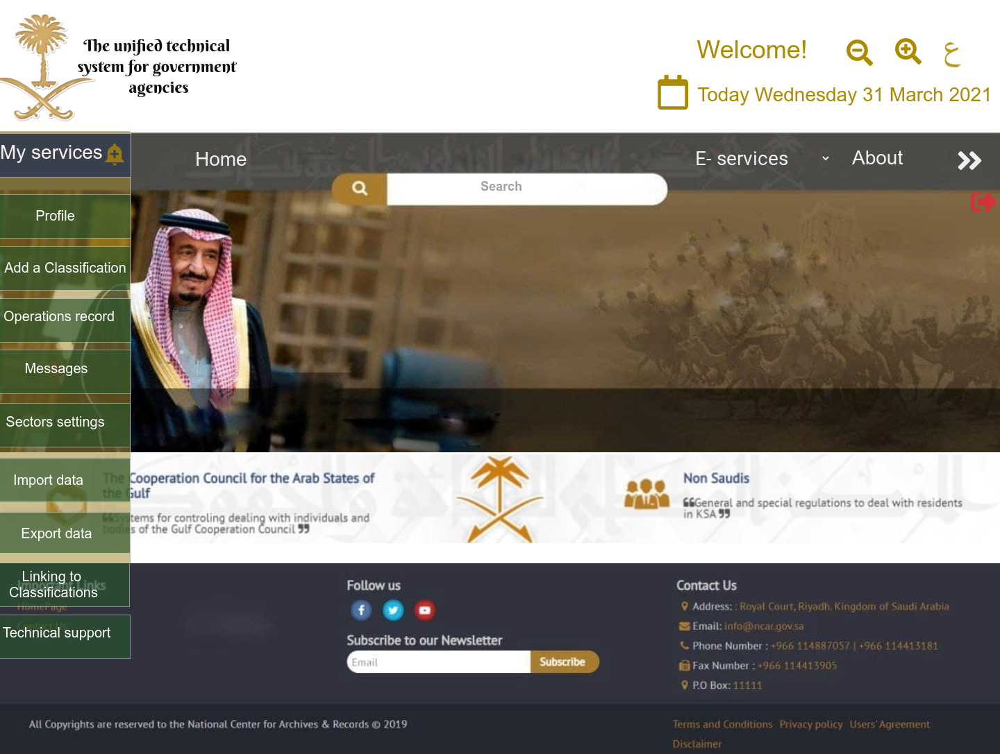 The unified technical
system for government
agencies
Welcome!
ع
Today Wednesday 31 March 2021
My services
Home
E- services
About
Search
Profile
Add a Classification
Operations record
Messages
Sectors settings
Import data
Export data
Linking to
Classifications
Technical support
The Cooperation Council for the Arab States of
the Gulf
❝Systems for controling dealing with individuals and
bodies of the Gulf Cooperation Council ❞
Non Saudis
❝General and special regulations to deal with residents
in KSA ❞
Important Links
HomePage
Contact Us
Follow us
Subscribe to our Newsletter
Email
Subscribe
Contact Us
Address: : Royal Court, Riyadh. Kingdom of Saudi Arabia
Email: info@ncar.gov.sa
Phone Number : +966 114887057 | +966 114413181
Fax Number : +966 114413905
P.O Box: 11111
All Copyrights are reserved to the National Center for Archives & Records © 2019
Terms and Conditions Privacy policy Users' Agreement
Disclaimer